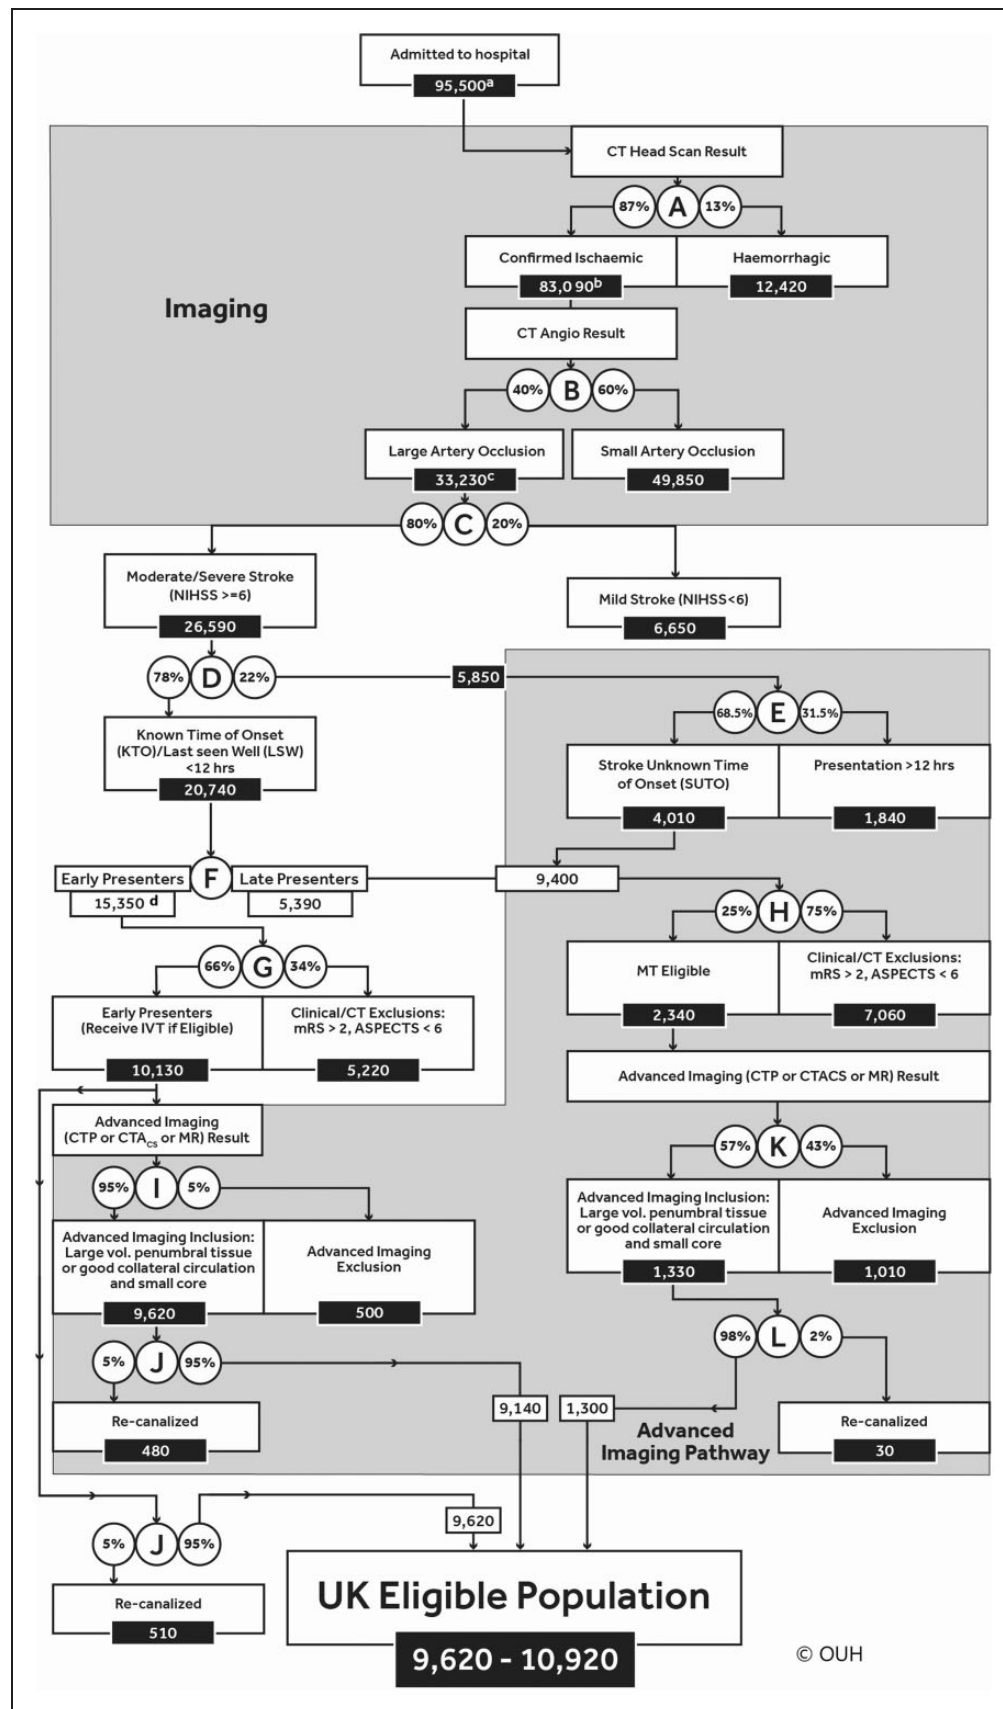 Admitted to hospital
95,500a
CT Head Scan Result
87% A 13%
Confirmed Ischaemic
83,0 90b
Haemorrhagic
12,420
Imaging
CT Angio Result
40% B 60%
Large Artery Occlusion
33,230c
Small Artery Occlusion
49,850
80% C 20%
Moderate/Severe Stroke
(NIHSS >=6)
26,590
Mild Stroke (NIHSS<6)
6,650
78% D 22%
5,850
68.5% E 31.5%
Known Time of Onset
(KTO)/Last seen Well (LSW)
<12 hrs
20,740
Stroke Unknown Time
of Onset (SUTO)
4,010
Presentation >12 hrs
1,840
Early Presenters F Late Presenters
15,350 d
5,390
9,400
25% H 75%
66% G 34%
MT Eligible
2,340
Clinical/CT Exclusions:
mRS > 2, ASPECTS < 6
7,060
Early Presenters
(Receive IVT if Eligible)
10,130
Clinical/CT Exclusions:
mRS > 2, ASPECTS < 6
5,220
Advanced Imaging (CTP or CTACS or MR) Result
Advanced Imaging
(CTP or CTACS or MR) Result
57% K 43%
95% I 5%
Advanced Imaging Inclusion:
Large vol. penumbral tissue
or good collateral circulation
and small core
1,330
Advanced Imaging
Exclusion
1,010
Advanced Imaging Inclusion:
Large vol. penumbral tissue
or good collateral circulation
and small core
9,620
Advanced Imaging
Exclusion
500
98% L 2%
5% J 95%
9,140
1,300
Re-canalized
480
Advanced
Imaging Pathway
Re-canalized
30
5% J 95%
9,620
Re-canalized
510
UK Eligible Population
9,620 - 10,920
© OUH